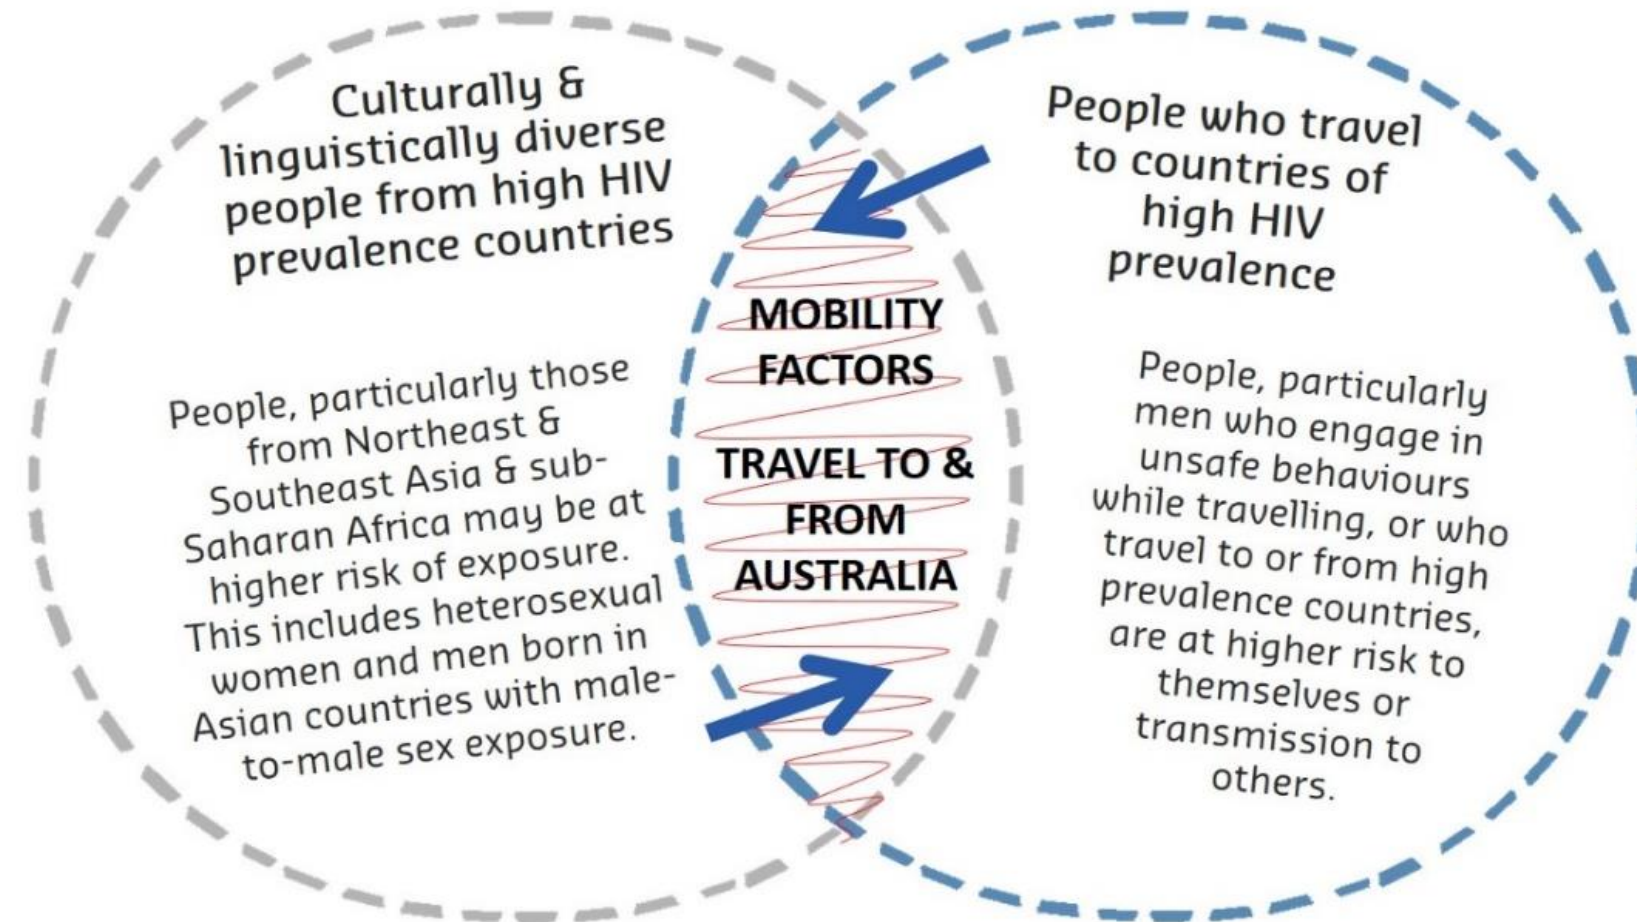 Culturally &
linguistically diverse
people from high HIV
prevalence countries
People, particularly those
from Northeast &
Southeast Asia & sub-
Saharan Africa may be at
higher risk of exposure.
This includes heterosexual
women and men born in
Asian countries with male-
to-male sex exposure.
MOBILITY
FACTORS
TRAVEL TO &
FROM
AUSTRALIA
People who travel
to countries of
high HIV
prevalence
People, particularly
men who engage in
unsafe behaviours
while travelling, or who
travel to or from high
prevalence countries,
are at higher risk to
themselves or
transmission to
others.